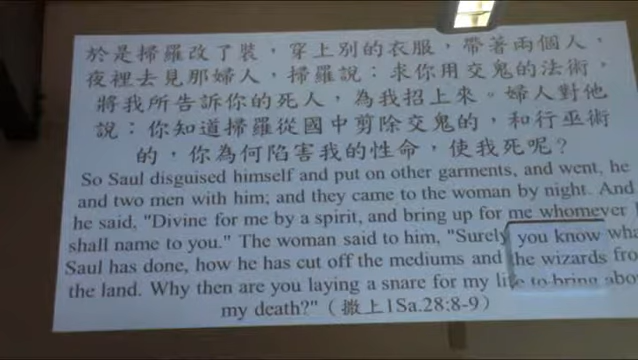 於是掃羅改了裝，穿上別的衣服，帶著兩個人，
夜裡去見那婦人，掃羅說：求你用交鬼的法術，
將我所告訴你的死人，為我招上來。婦人對他
說：你知道掃羅從國中剪除交鬼的，和行巫術
的，你為何陷害我的性命，使我死呢？
So Saul disguised himself and put on other garments, and went, he
and two men with him; and they came to the woman by night. And
he said, "Divine for me by a spirit, and bring up for me whomever
shall name to you." The woman said to him, "Surely you know
Saul has done, how he has cut off the mediums and the wizards
the land. Why then are you laying a snare for my life to bring
my death?"（撒上1Sa.28:8-9）